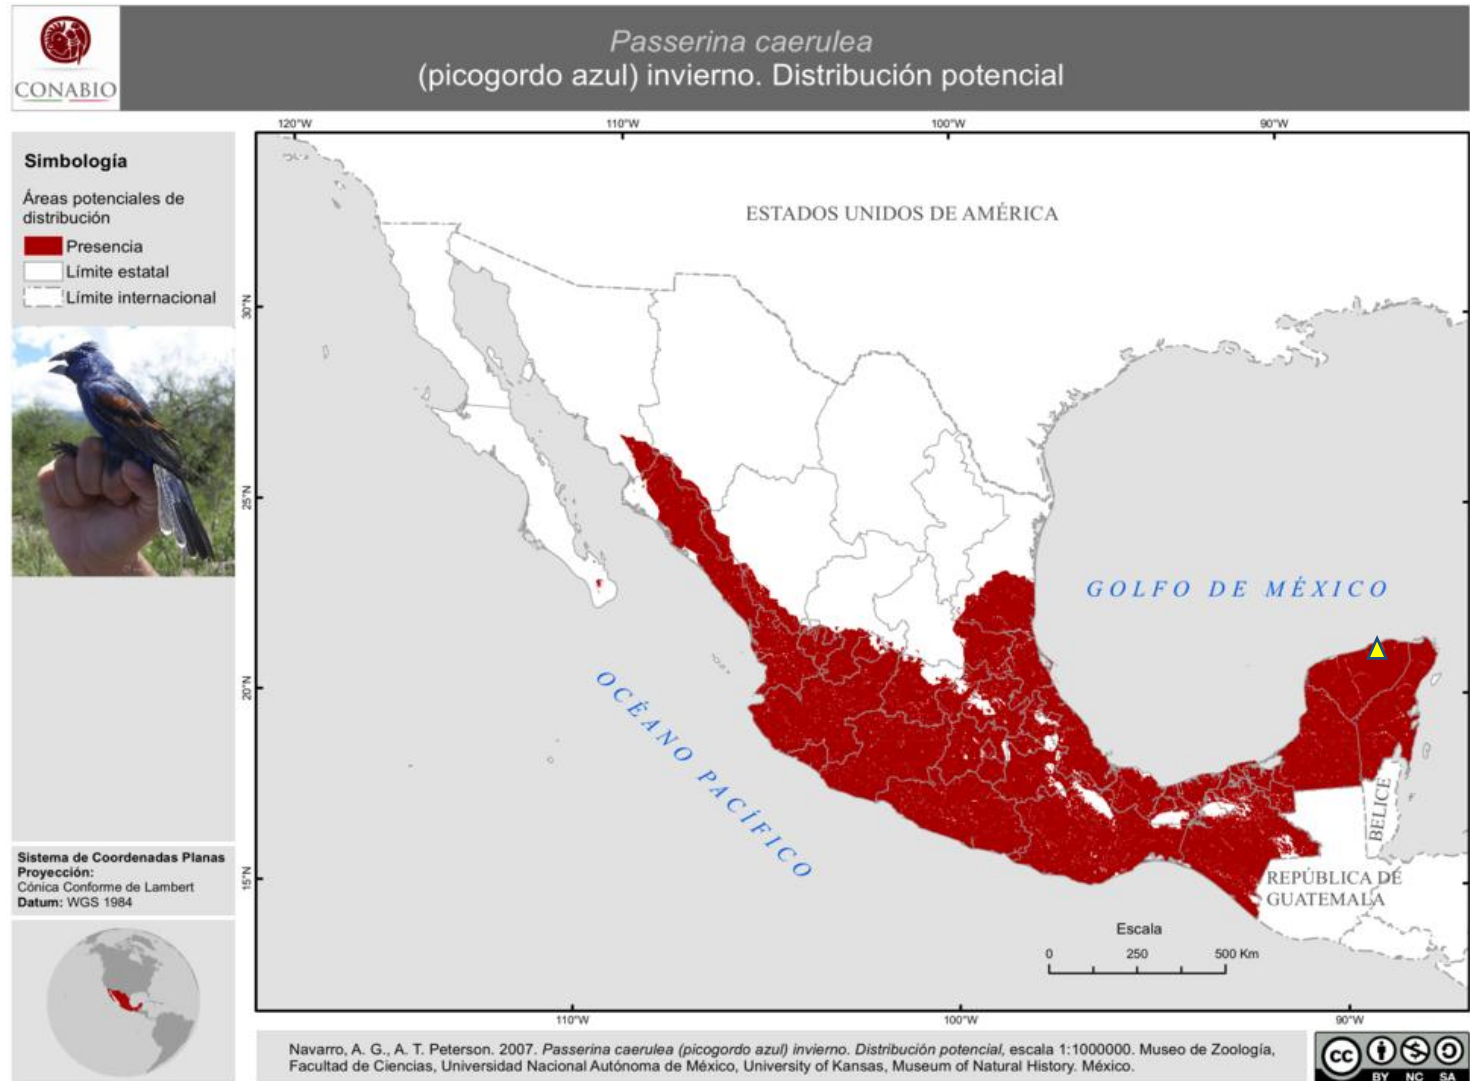 CONABIO
Passerina caerulea
(picogordo azul) invierno. Distribución potencial
Simbología
Áreas potenciales de
distribución
Presencia
Límite estatal
Límite internacional
120°W
110°W
100°W
90°W
30°N
25°N
20°N
15°N
ESTADOS UNIDOS DE AMÉRICA
GOLFO DE MÉXICO
OCÉANO PACÍFICO
BELICE
REPÚBLICA DE
GUATEMALA
Escala
0 250 500 Km
110°W
100°W
90°W
Sistema de Coordenadas Planas
Proyección:
Cónica Conforme de Lambert
Datum: WGS 1984
Navarro, A. G., A. T. Peterson. 2007. Passerina caerulea (picogordo azul) invierno. Distribución potencial, escala 1:1000000. Museo de Zoología,
Facultad de Ciencias, Universidad Nacional Autónoma de México, University of Kansas, Museum of Natural History. México.
cc
BY NC SA